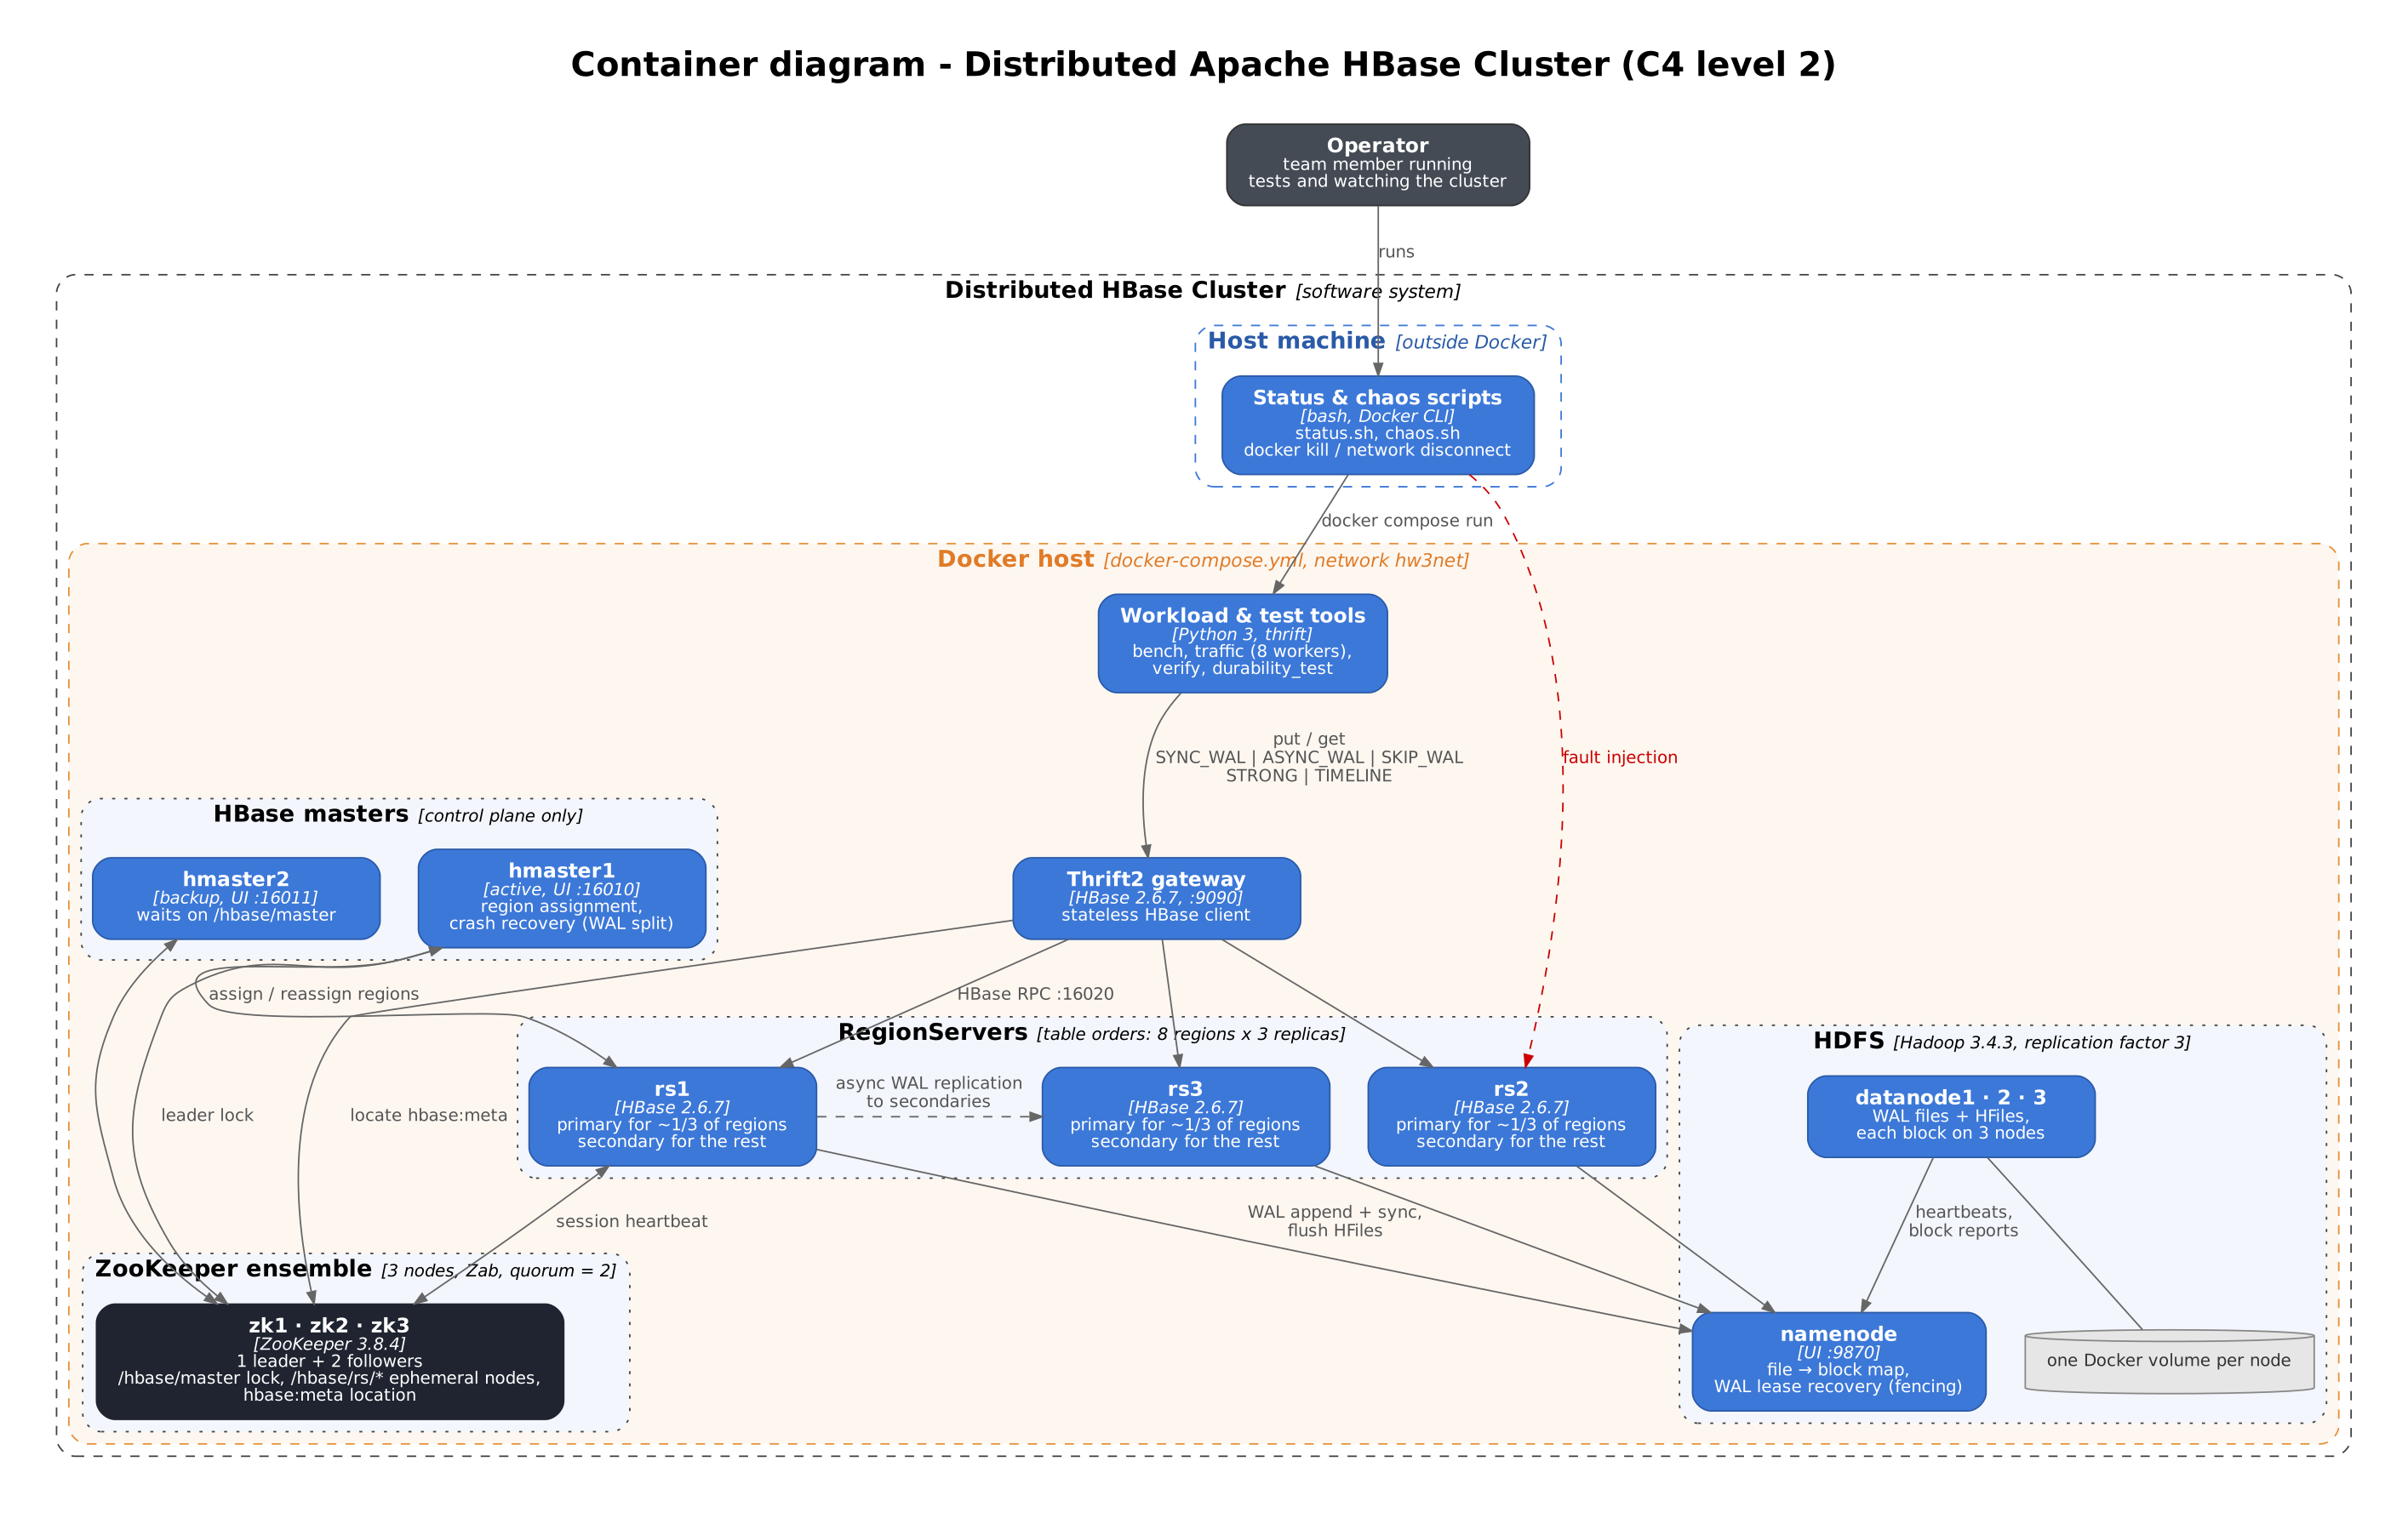 Container diagram - Distributed Apache HBase Cluster (C4 level 2)
Operator
team member running
tests and watching the cluster
runs
Distributed HBase Cluster [software system]
Host machine [outside Docker]
Status & chaos scripts
[bash, Docker CLI]
status.sh, chaos.sh
docker kill / network disconnect
docker compose run
Docker host [docker-compose.yml, network hw3net]
Workload & test tools
[Python 3, thrift]
bench, traffic (8 workers),
verify, durability_test
put / get
SYNC_WAL | ASYNC_WAL | SKIP_WAL
STRONG | TIMELINE
fault injection
HBase masters [control plane only]
hmaster2
[backup, UI :16011]
waits on /hbase/master
hmaster1
[active, UI :16010]
region assignment,
crash recovery (WAL split)
Thrift2 gateway
[HBase 2.6.7, :9090]
stateless HBase client
assign / reassign regions
HBase RPC :16020
RegionServers [table orders: 8 regions x 3 replicas]
HDFS [Hadoop 3.4.3, replication factor 3]
rs1
[HBase 2.6.7]
primary for ~1/3 of regions
secondary for the rest
async WAL replication
to secondaries
rs3
[HBase 2.6.7]
primary for ~1/3 of regions
secondary for the rest
rs2
[HBase 2.6.7]
primary for ~1/3 of regions
secondary for the rest
datanode1 · 2 · 3
WAL files + HFiles,
each block on 3 nodes
leader lock
locate hbase:meta
session heartbeat
WAL append + sync,
flush HFiles
heartbeats,
block reports
ZooKeeper ensemble [3 nodes, Zab, quorum = 2]
zk1 · zk2 · zk3
[ZooKeeper 3.8.4]
1 leader + 2 followers
/hbase/master lock, /hbase/rs/* ephemeral nodes,
hbase:meta location
namenode
[UI :9870]
file → block map,
WAL lease recovery (fencing)
one Docker volume per node